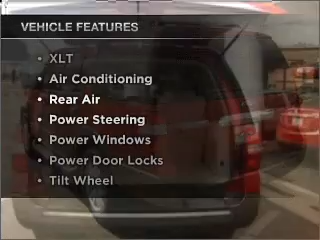 VEHICLE FEATURES
• XLT
• Air Conditioning
• Rear Air
• Power Steering
• Power Windows
• Power Door Locks
• Tilt Wheel